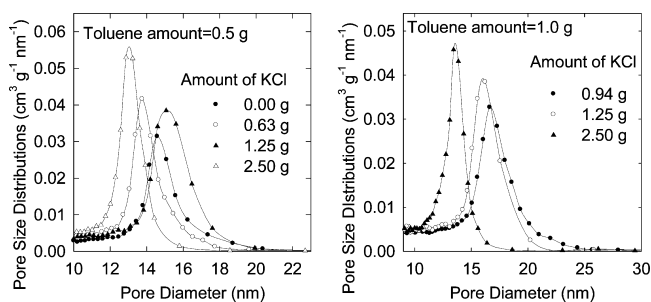 Toluene amount=0.5 g
Amount of KCl
0.00 g
0.63 g
1.25 g
2.50 g
0.06
0.05
0.04
0.03
0.02
0.01
0.00
10 12 14 16 18 20 22
Pore Diameter (nm)
Pore Size Distributions (cm³ g⁻¹ nm⁻¹)
Toluene amount=1.0 g
Amount of KCl
0.94 g
1.25 g
2.50 g
0.05
0.04
0.03
0.02
0.01
0.00
10 15 20 25 30
Pore Diameter (nm)
Pore Size Distributions (cm³ g⁻¹ nm⁻¹)